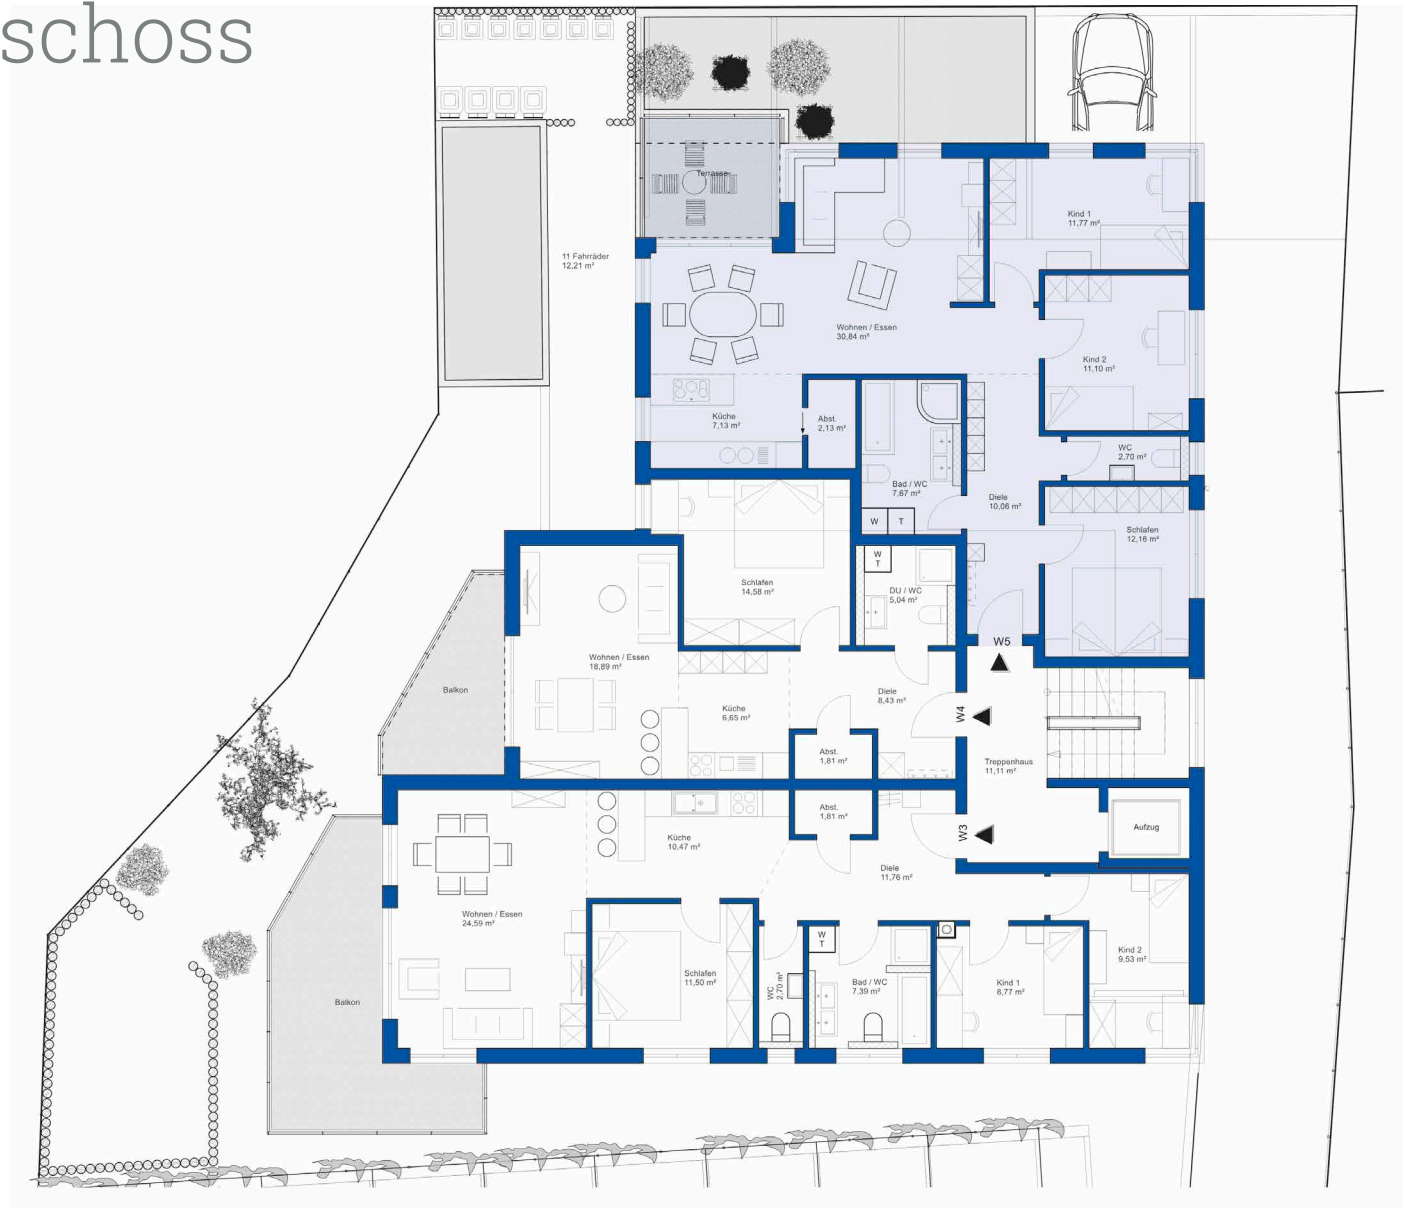 schoss
Terrasse
11 Fahrräder
12,21 m²
Kind 1
11,77 m²
Wohnen / Essen
30,84 m²
Kind 2
11,10 m²
Küche
7,13 m²
Abst.
2,13 m²
WC
2.70 m²
Bad / WC
7,67 m²
Diele
10,06 m²
W
T
Schlafen
12,16 m²
Schlafen
14,58 m²
W
T
DU / WC
5,04 m²
W5
Wohnen / Essen
18,89 m²
Balkon
Diele
8,43 m²
Küche
6,65 m²
W4
Abst.
1,81 m²
Treppenhaus
11,11 m²
Abst.
1,81 m²
Aufzug
W3
Küche
10,47 m²
Diele
11,76 m²
Wohnen / Essen
24,59 m²
W
T
Kind 2
9,53 m²
Schlafen
11,50 m²
WC
2.70 m²
Bad / WC
7,39 m²
Kind 1
8,77 m²
Balkon